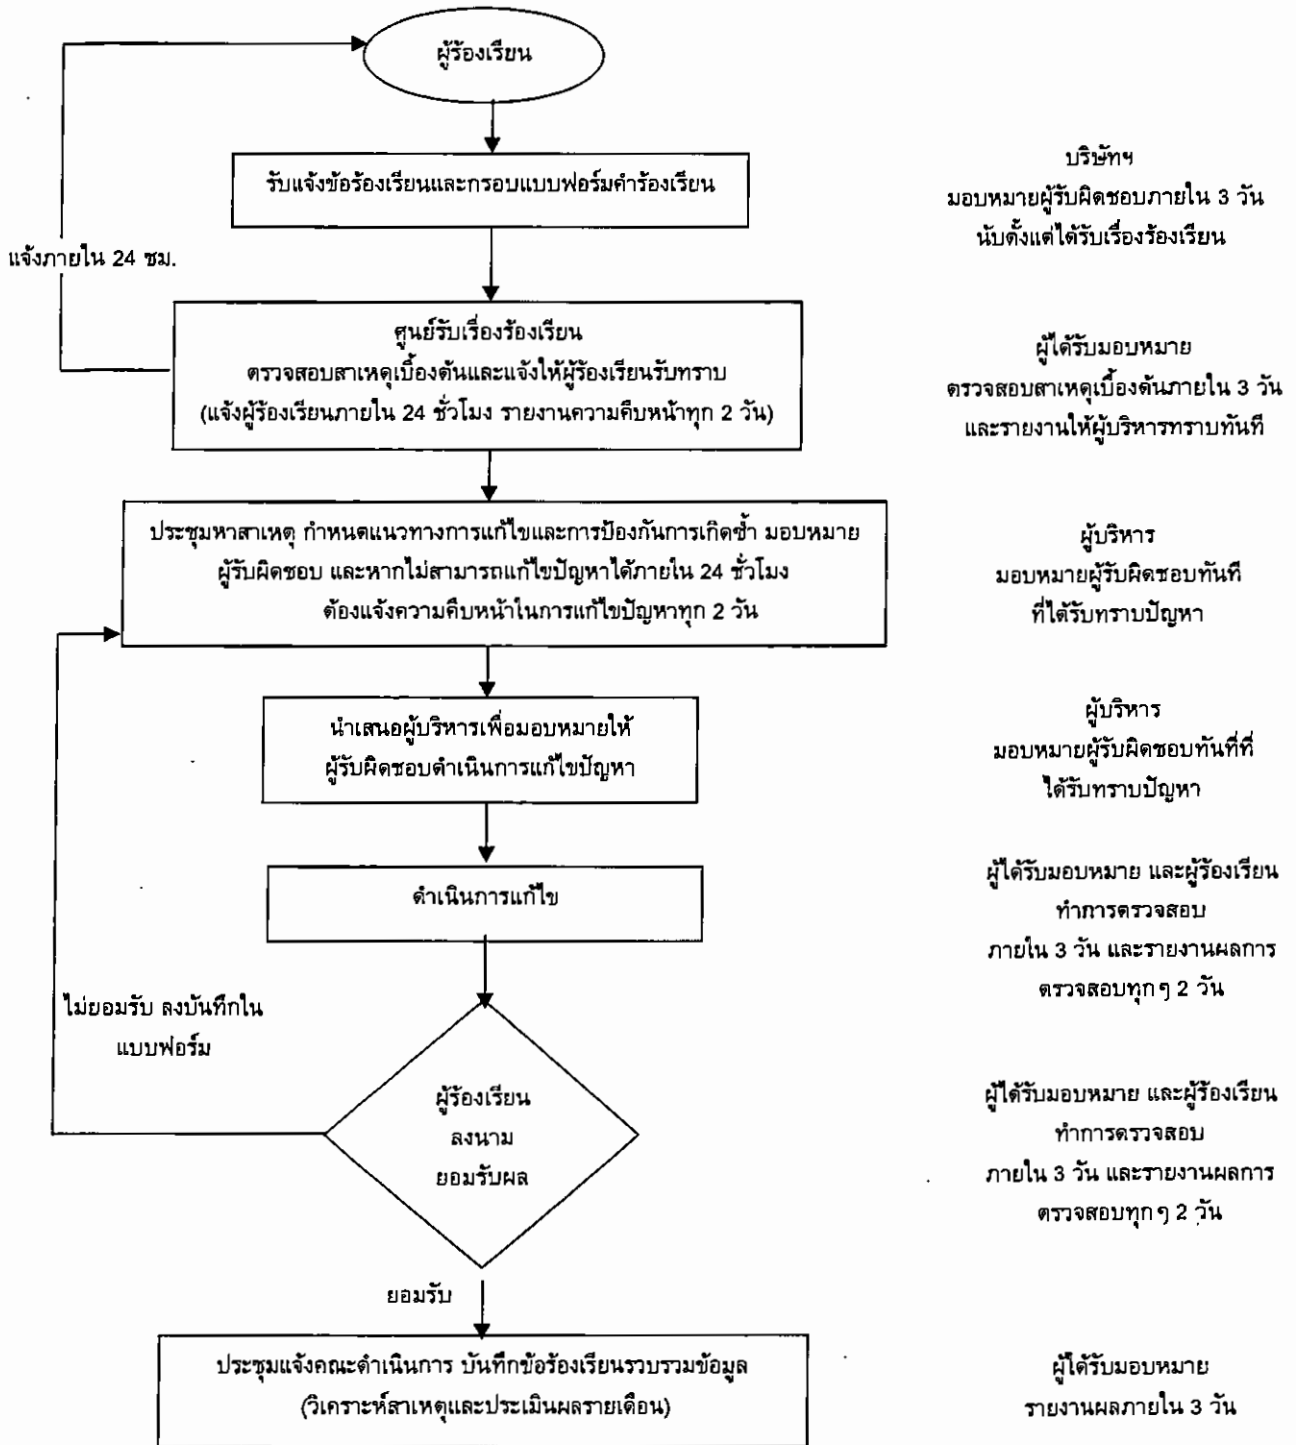 ผู้ร้องเรียน
รับแจ้งข้อร้องเรียนและกรอบแบบฟอร์มคำร้องเรียน
บริษัทฯ
มอบหมายผู้รับผิดชอบภายใน 3 วัน
นับตั้งแต่ได้รับเรื่องร้องเรียน
แจ้งภายใน 24 ชม.
ศูนย์รับเรื่องร้องเรียน
ตรวจสอบสาเหตุเบื้องต้นและแจ้งให้ผู้ร้องเรียนรับทราบ
(แจ้งผู้ร้องเรียนภายใน 24 ชั่วโมง รายงานความคืบหน้าทุก 2 วัน)
ผู้ได้รับมอบหมาย
ตรวจสอบสาเหตุเบื้องต้นภายใน 3 วัน
และรายงานให้ผู้บริหารทราบทันที
ประชุมหาสาเหตุ กำหนดแนวทางการแก้ไขและการป้องกันการเกิดซ้ำ มอบหมาย
ผู้รับผิดชอบ และหากไม่สามารถแก้ไขปัญหาได้ภายใน 24 ชั่วโมง
ต้องแจ้งความคืบหน้าในการแก้ไขปัญหาทุก 2 วัน
ผู้บริหาร
มอบหมายผู้รับผิดชอบทันที
ที่ได้รับทราบปัญหา
นำเสนอผู้บริหารเพื่อมอบหมายให้
ผู้รับผิดชอบดำเนินการแก้ไขปัญหา
ผู้บริหาร
มอบหมายผู้รับผิดชอบทันที่ที่
ได้รับทราบปัญหา
ดำเนินการแก้ไข
ผู้ได้รับมอบหมาย และผู้ร้องเรียน
ทำการตรวจสอบ
ภายใน 3 วัน และรายงานผลการ
ตรวจสอบทุกๆ 2 วัน
ไม่ยอมรับ ลงบันทึกใน
แบบฟอร์ม
ผู้ร้องเรียน
ลงนาม
ยอมรับผล
ผู้ได้รับมอบหมาย และผู้ร้องเรียน
ทำการตรวจสอบ
ภายใน 3 วัน และรายงานผลการ
ตรวจสอบทุกๆ 2 วัน
ยอมรับ
ประชุมแจ้งคณะดำเนินการ บันทึกข้อร้องเรียนรวบรวมข้อมูล
(วิเคราะห์สาเหตุและประเมินผลรายเดือน)
ผู้ได้รับมอบหมาย
รายงานผลภายใน 3 วัน